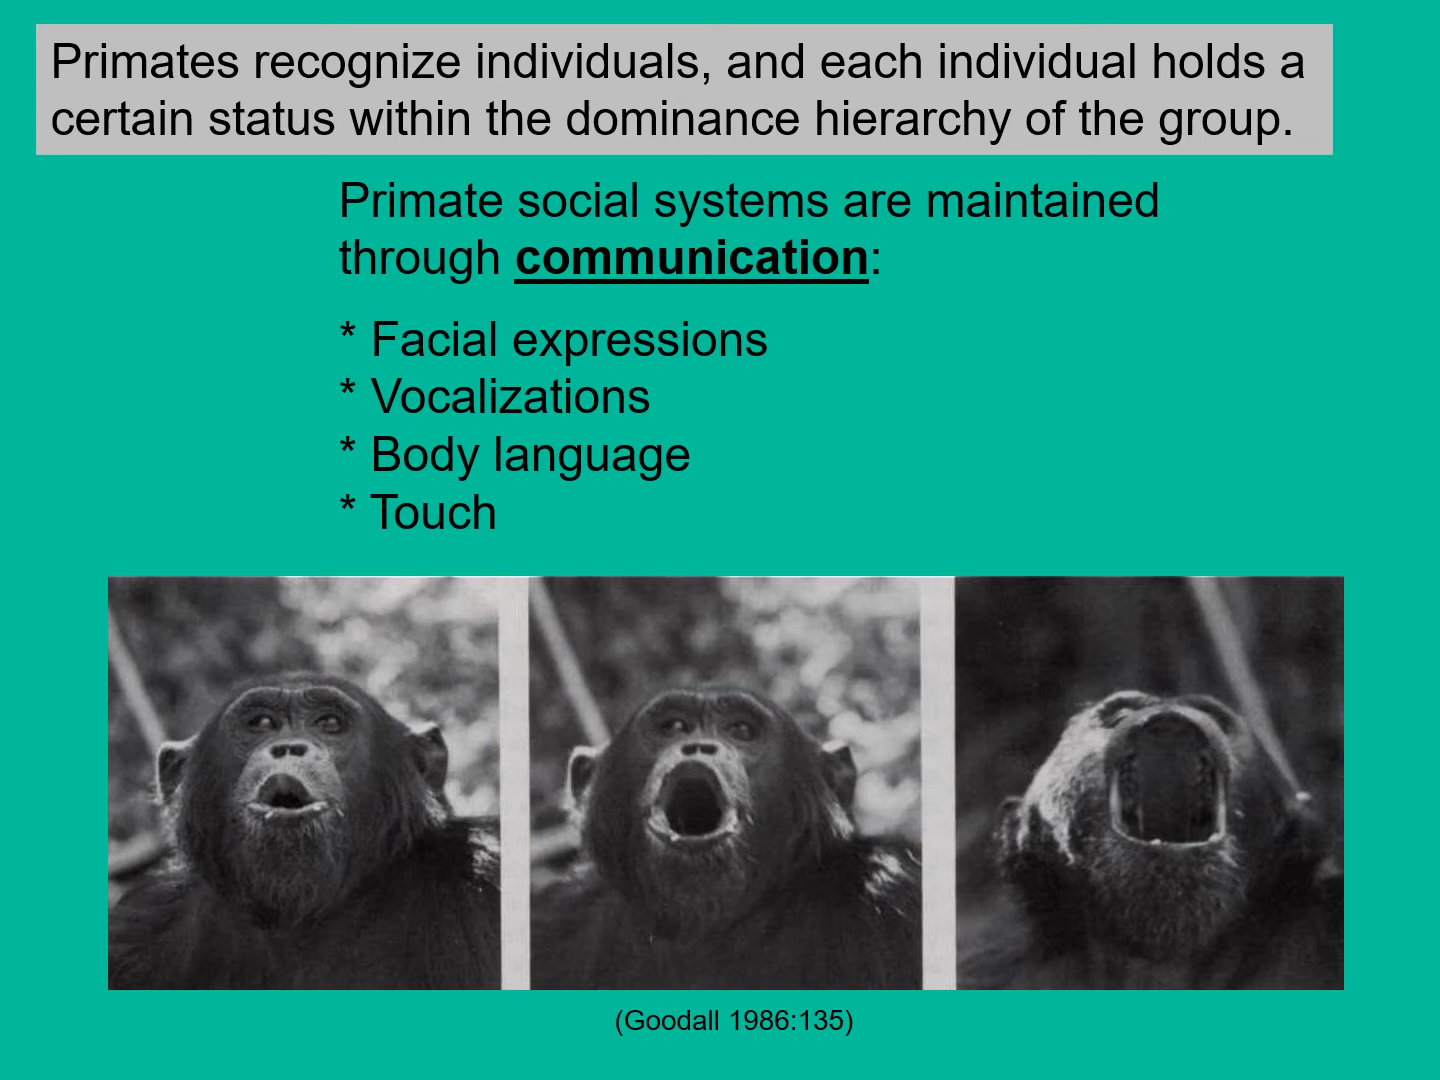 Primates recognize individuals, and each individual holds a
certain status within the dominance hierarchy of the group.
Primate social systems are maintained
through communication:
* Facial expressions
* Vocalizations
* Body language
* Touch
(Goodall 1986:135)